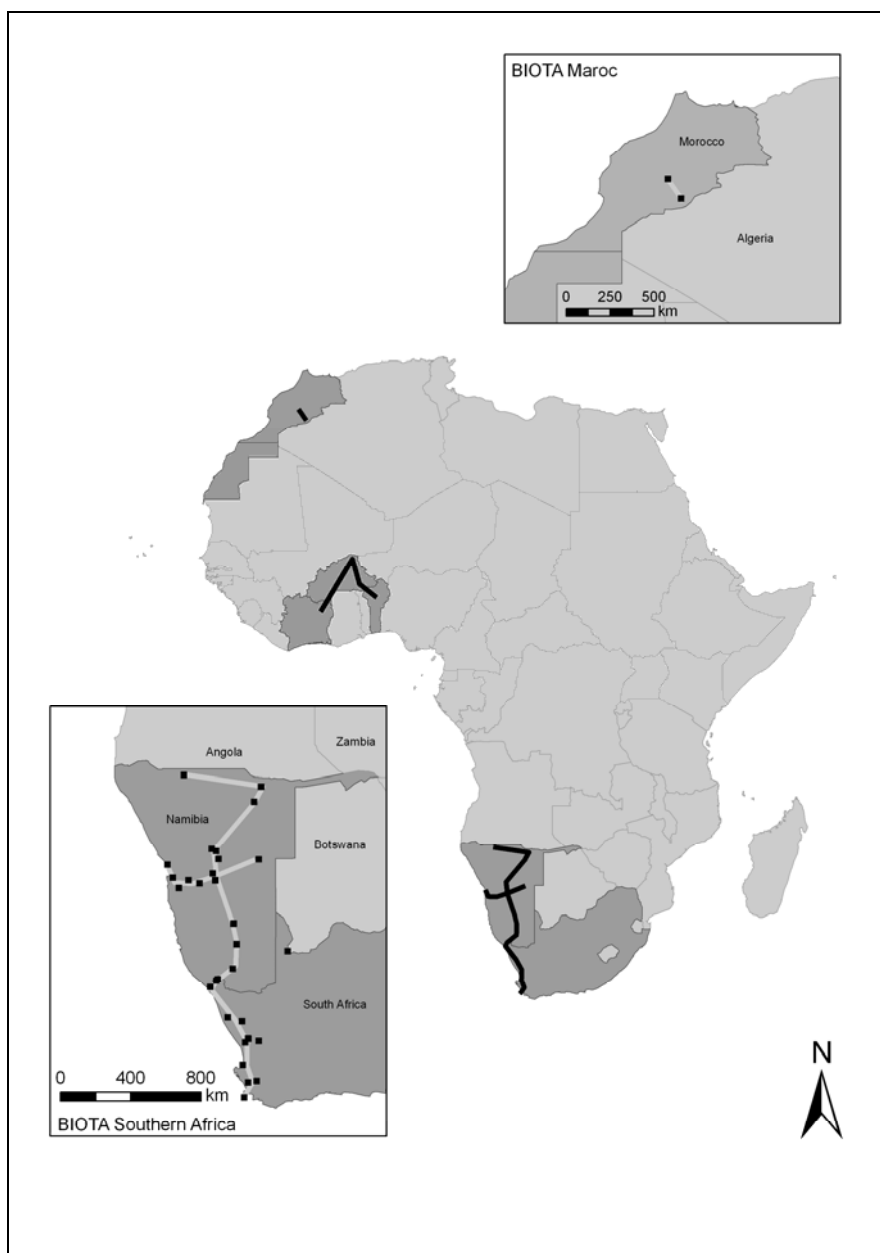 BIOTA Maroc
Morocco
Algeria
0 250 500
km
Angola
Zambia
Namibia
Botswana
South Africa
0 400 800
km
BIOTA Southern Africa
N